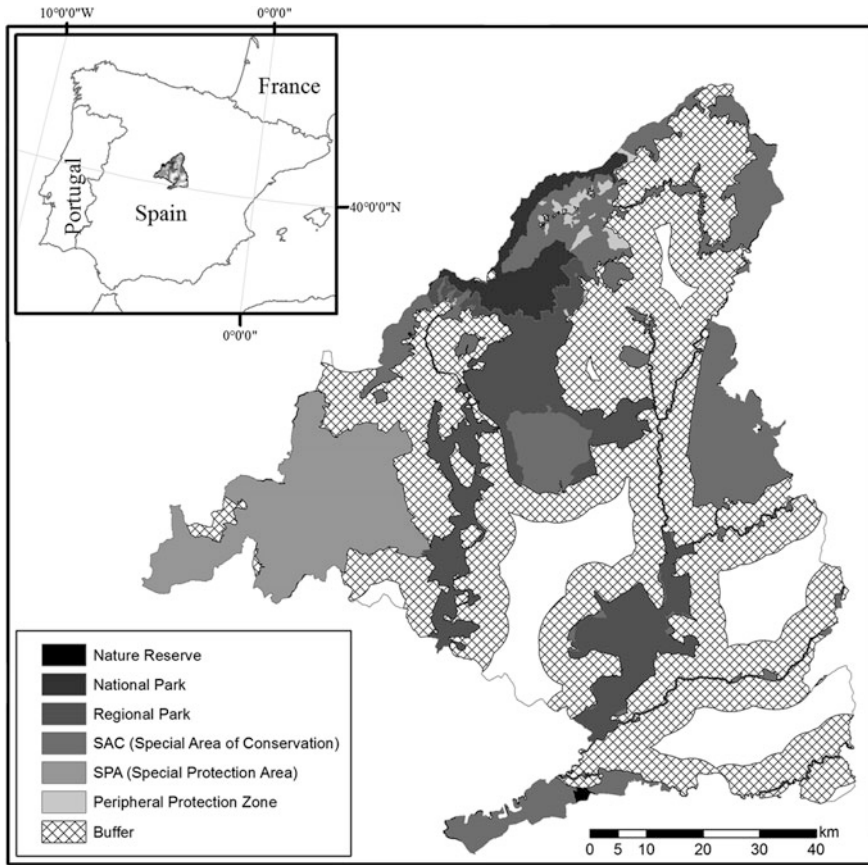 10°0'0"W
0°0'0"
France
Portugal
Spain
40°0'0"N
0°0'0"
Nature Reserve
National Park
Regional Park
SAC (Special Area of Conservation)
SPA (Special Protection Area)
Peripheral Protection Zone
Buffer
km
0 5 10 20 30 40